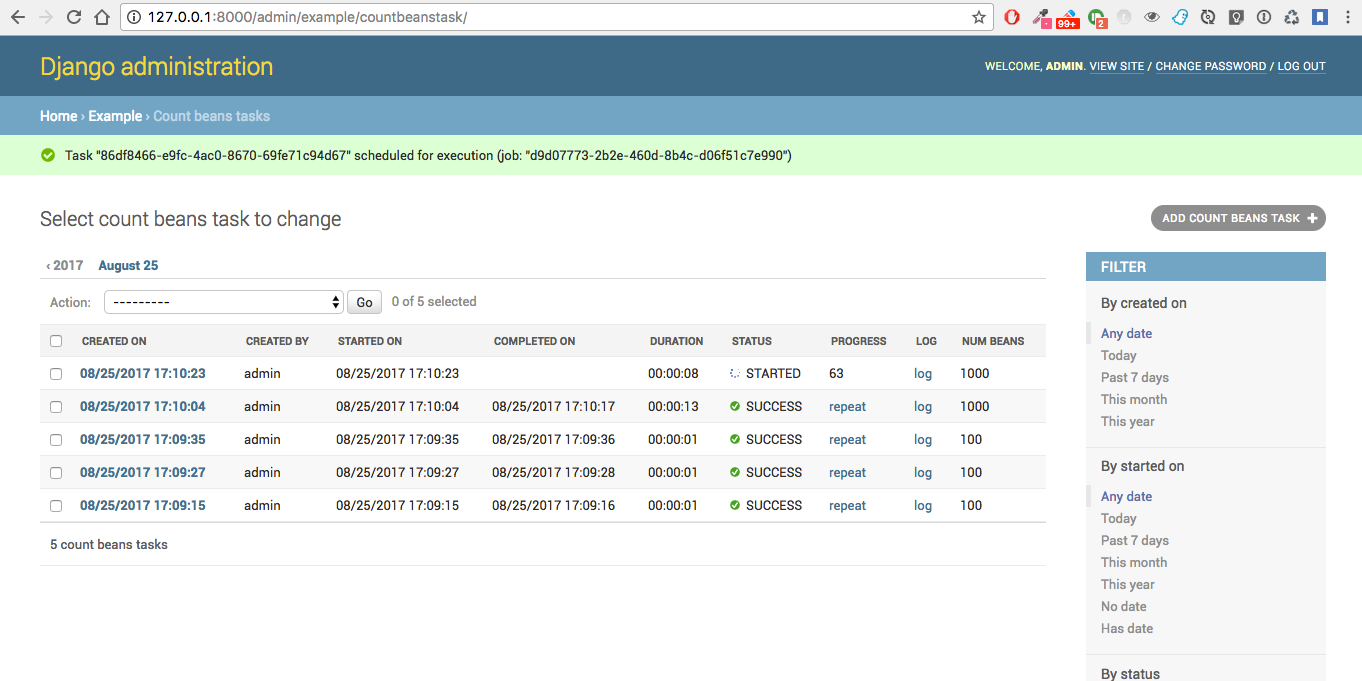 127.0.0.1:8000/admin/example/countbeanstask/
99+
2
Django administration
WELCOME, ADMIN. VIEW SITE / CHANGE PASSWORD / LOG OUT
Home › Example › Count beans tasks
Task "86df8466-e9fc-4ac0-8670-69fe71c94d67" scheduled for execution (job: "d9d07773-2b2e-460d-8b4c-d06f51c7e990")
Select count beans task to change
ADD COUNT BEANS TASK +
‹ 2017 August 25
Action: --------- Go 0 of 5 selected
CREATED ON CREATED BY STARTED ON COMPLETED ON DURATION STATUS PROGRESS LOG NUM BEANS
08/25/2017 17:10:23 admin 08/25/2017 17:10:23 00:00:08 STARTED 63 log 1000
08/25/2017 17:10:04 admin 08/25/2017 17:10:04 08/25/2017 17:10:17 00:00:13 SUCCESS repeat log 1000
08/25/2017 17:09:35 admin 08/25/2017 17:09:35 08/25/2017 17:09:36 00:00:01 SUCCESS repeat log 100
08/25/2017 17:09:27 admin 08/25/2017 17:09:27 08/25/2017 17:09:28 00:00:01 SUCCESS repeat log 100
08/25/2017 17:09:15 admin 08/25/2017 17:09:15 08/25/2017 17:09:16 00:00:01 SUCCESS repeat log 100
5 count beans tasks
FILTER
By created on
Any date
Today
Past 7 days
This month
This year
By started on
Any date
Today
Past 7 days
This month
This year
No date
Has date
By status